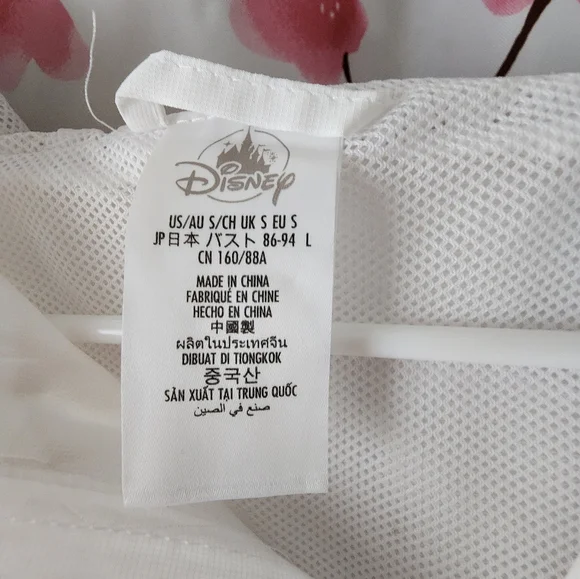 Disney
US/AU S/CH UK S EU S
JP日本 バスト 86-94 L
CN 160/88A
MADE IN CHINA
FABRIQUÉ EN CHINE
HECHO EN CHINA
中國製
ผลิตในประเทศจีน
DIBUAT DI TIONGKOK
중국산
SẢN XUẤT TẠI TRUNG QUỐC
صنع في الصين